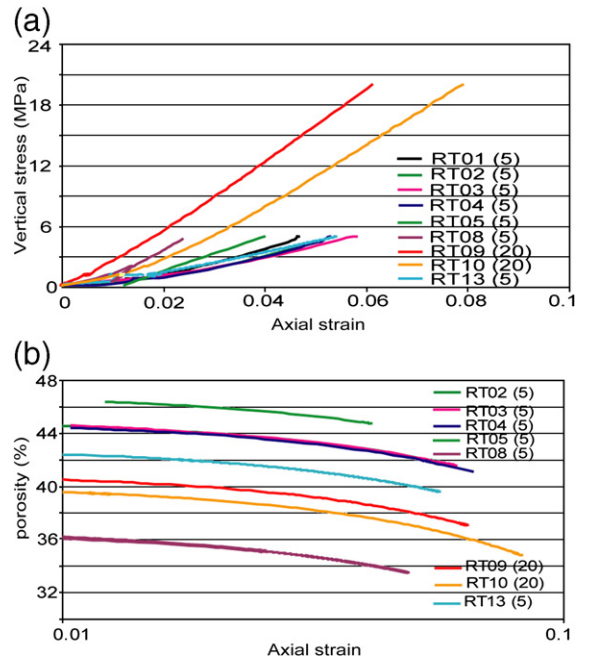 (a)
24
18
12
6
0
Vertical stress (MPa)
RT01 (5)
RT02 (5)
RT03 (5)
RT04 (5)
RT05 (5)
RT08 (5)
RT09 (20)
RT10 (20)
RT13 (5)
0 0.02 0.04 0.06 0.08 0.1
Axial strain
(b)
48
44
40
36
32
porosity (%)
RT02 (5)
RT03 (5)
RT04 (5)
RT05 (5)
RT08 (5)
RT09 (20)
RT10 (20)
RT13 (5)
0.01 0.1
Axial strain